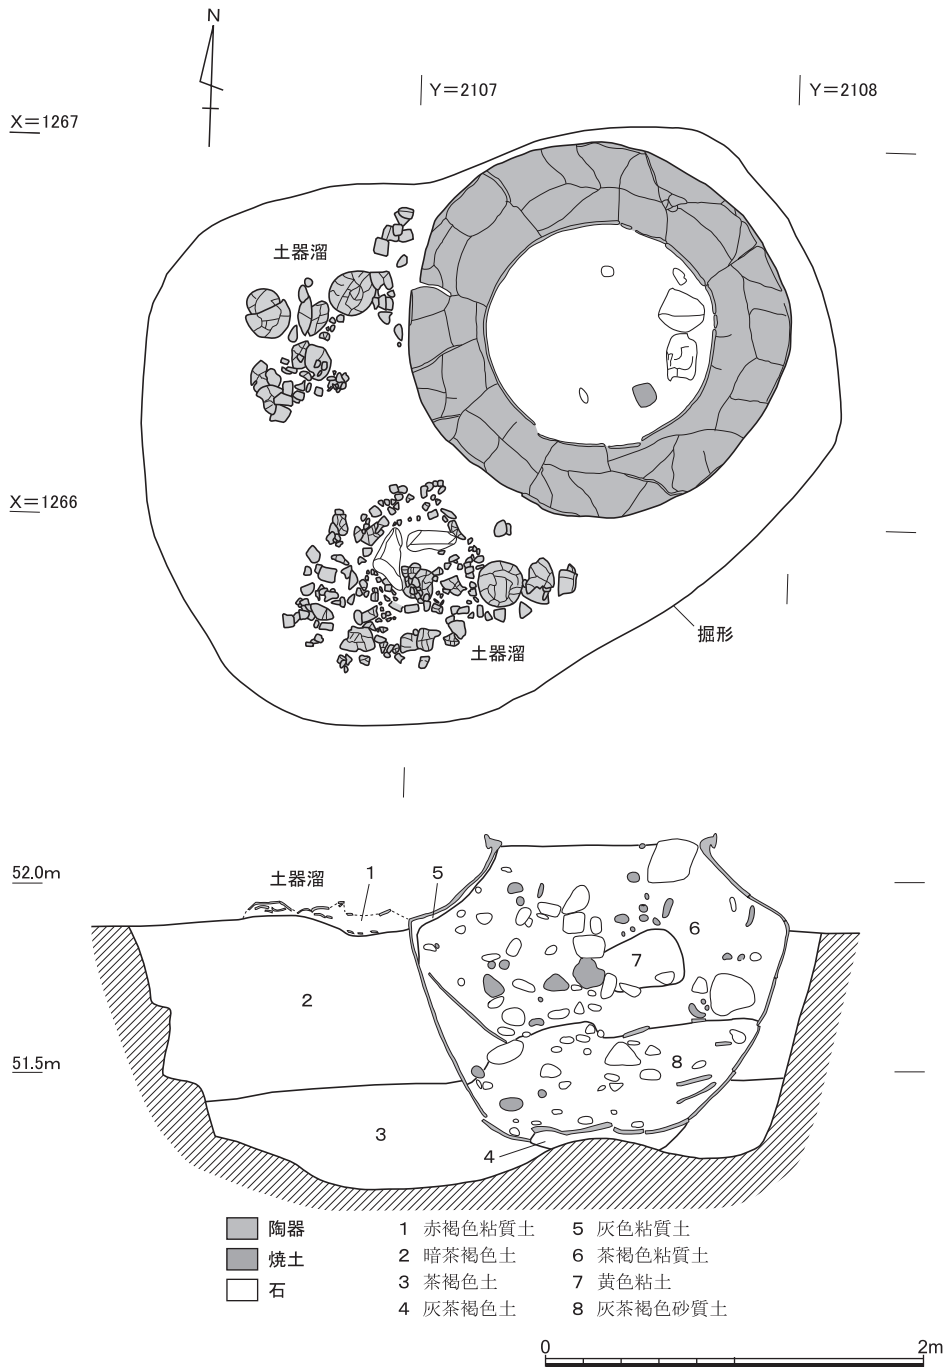 N
Y=2107
Y=2108
X=1267
土器溜
X=1266
掘形
土器溜
52.0m
土器溜
1
5
6
7
2
51.5m
8
3
4
陶器
焼土
石
1 赤褐色粘質土
2 暗茶褐色土
3 茶褐色土
4 灰茶褐色土
5 灰色粘質土
6 茶褐色粘質土
7 黄色粘土
8 灰茶褐色砂質土
0
2m